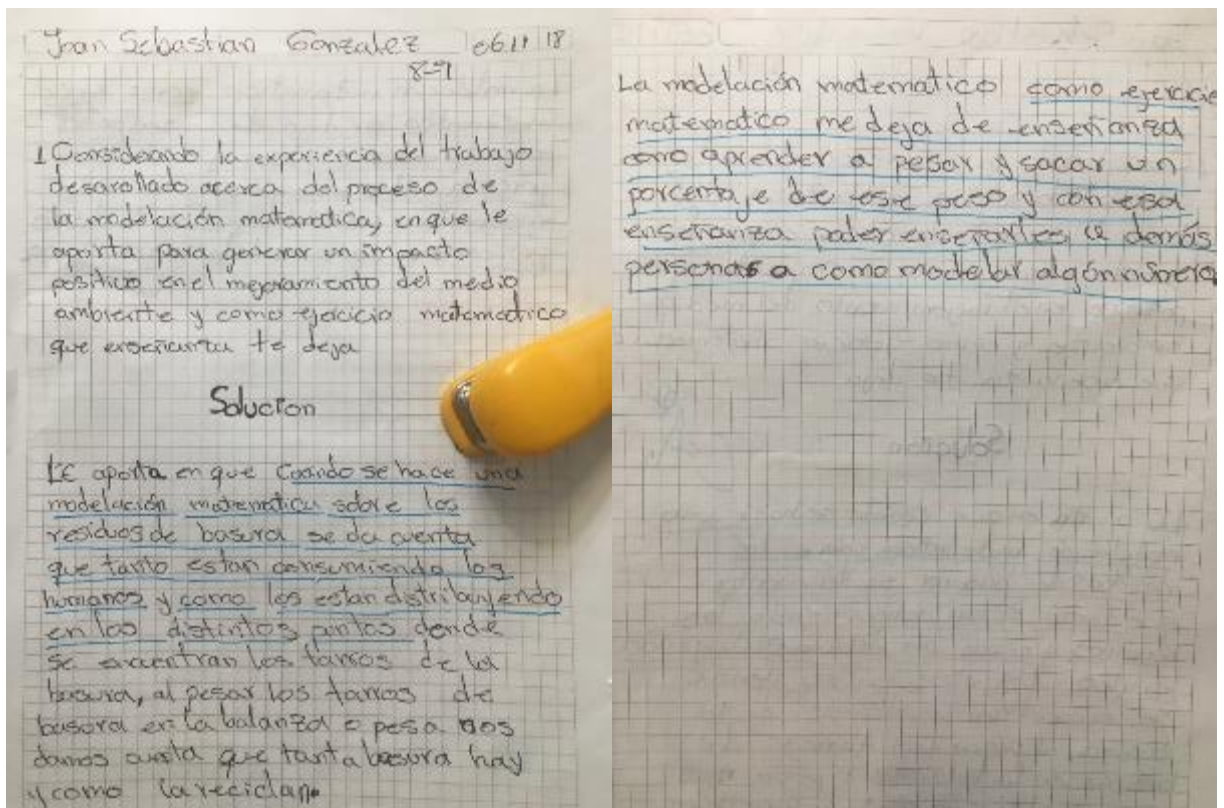 Joan Sebastian Gonzalez 06.11 18
8-9
1 Considerando la experiencia del trabajo
desarollado acerca del proceso de
la modelación matamatica, en que le
aporta para generar un impacto
positivo en el mejoramiento del medio
ambiente y como ejercicio matamatico
que enseñanza te deja
Solucion
LE aporta en que Cuando se hace una
modelación matematica sobre los
residuos de basura se da cuenta
que tanto estan consumiendo los
humanos y como los estan distribuyendo
en los distintos puntos donde
se encuentran los tarros de la
basura, al pesar los tarros de
basura en la balanza o pesa nos
damos cuenta que tanta basura hay
y como la reciclan.
La modelación matematico como ejercicio
matematico me deja de enseñanza
como aprender a pesar y sacar un
porcentaje de ese peso y con esa
enseñanza poder enseñarles a demás
personas a como modelar algún número